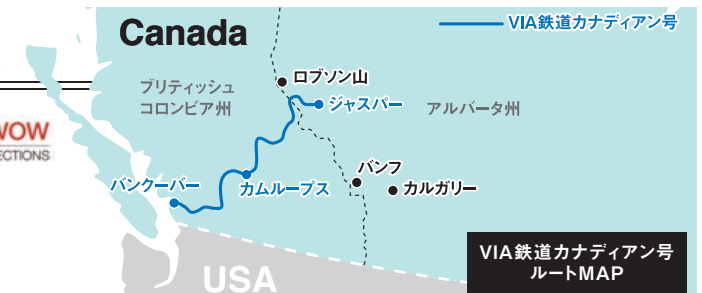 Canada
VIA鉄道カナディアン号
ロブソン山
ブリティッシュ
コロンビア州
ジャスパー
アルバータ州
WOW
ECTIONS
バンフ
バンクーバー
カムループス
カルガリー
VIA鉄道カナディアン号
ルートMAP
USA